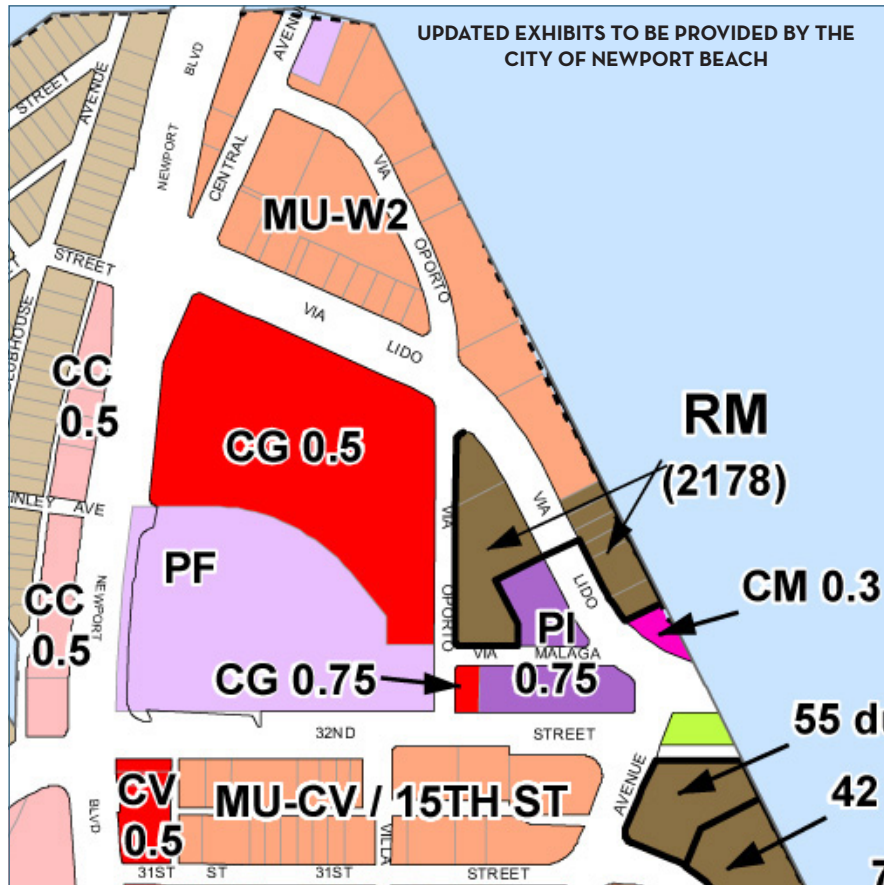 UPDATED EXHIBITS TO BE PROVIDED BY THE
CITY OF NEWPORT BEACH
STREET
AVENUE
BLVD
NEWPORT
AVENUE
CENTRAL
VIA
OPORTO
MU-W2
STREET
VIA
LIDO
CC
0.5
CG 0.5
RM
(2178)
AVE
VIA
VIA
PF
LIDO
CM 0.3
NEWPORT
CC
0.5
OPORTO
PI
0.75
VIA
MALAGA
CG 0.75
32ND
STREET
55
42
AVENUE
CV
0.5
MU-CV / 15TH ST
BLVD
VILLA
31ST
ST
31ST
STREET